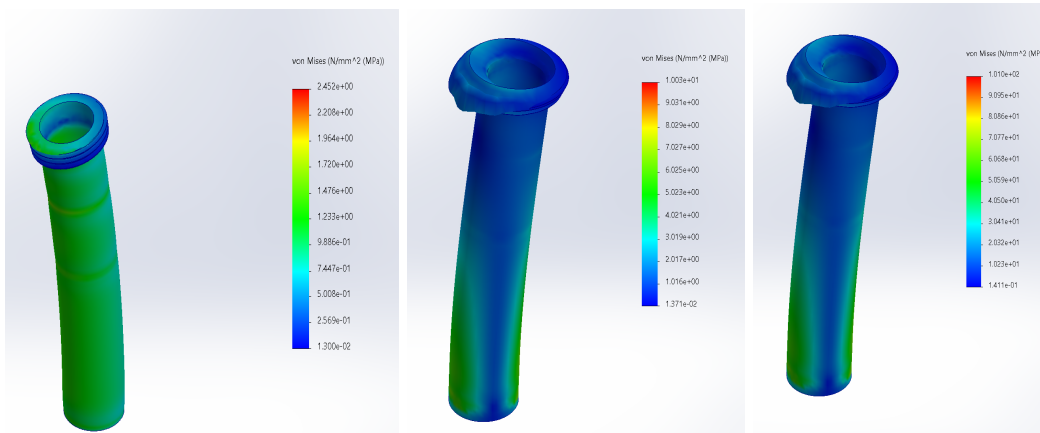 von Mises (N/mm^2 (MPa))
2.452e+00
2.208e+00
1.964e+00
1.720e+00
1.476e+00
1.233e+00
9.886e-01
7.447e-01
5.008e-01
2.569e-01
1.300e-02
von Mises (N/mm^2 (MPa))
1.003e+01
9.031e+00
8.029e+00
7.027e+00
6.025e+00
5.023e+00
4.021e+00
3.019e+00
2.017e+00
1.016e+00
1.371e-02
von Mises (N/mm^2 (MPa))
1.010e+02
9.095e+01
8.086e+01
7.077e+01
6.068e+01
5.059e+01
4.050e+01
3.041e+01
2.032e+01
1.023e+01
1.411e-01